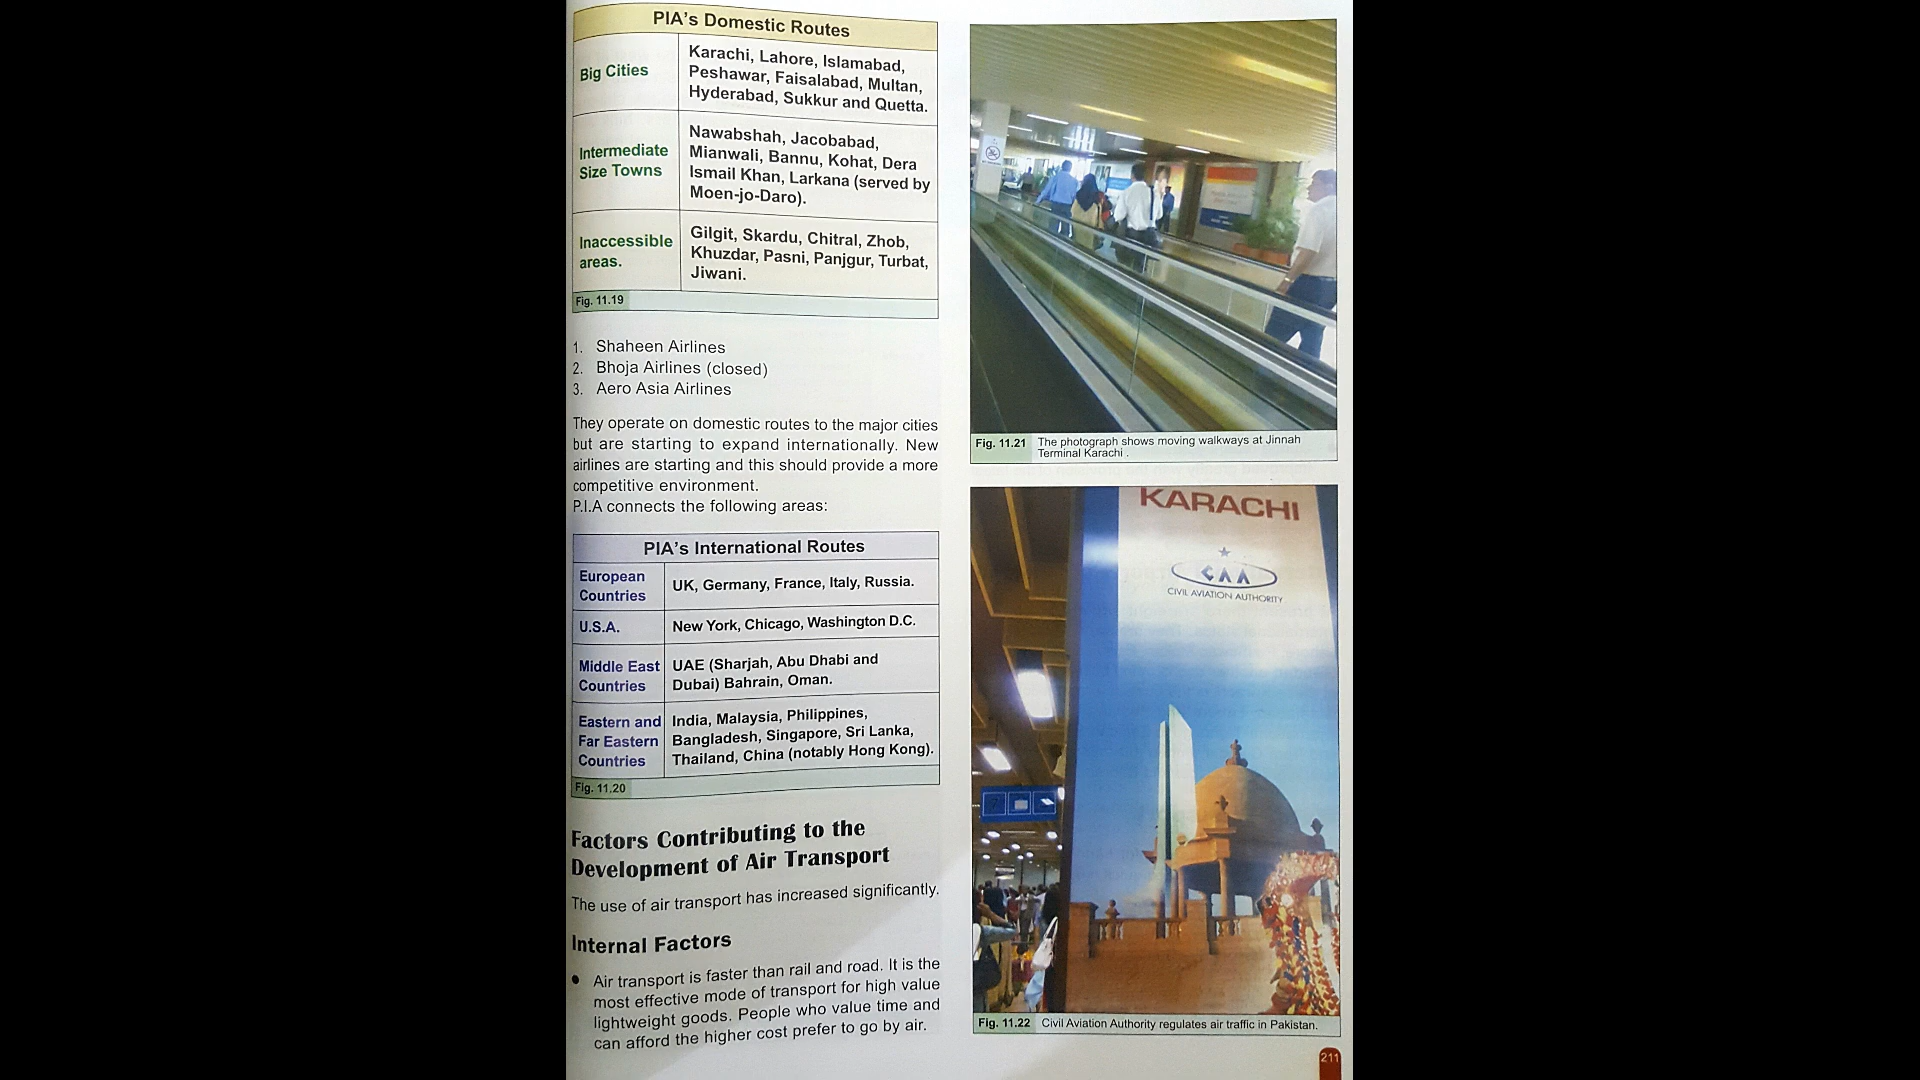 PIA's Domestic Routes
Big Cities
Karachi, Lahore, Islamabad,
Peshawar, Faisalabad, Multan,
Hyderabad, Sukkur and Quetta.
Intermediate
Size Towns
Nawabshah, Jacobabad,
Mianwali, Bannu, Kohat, Dera
Ismail Khan, Larkana (served by
Moen-jo-Daro).
Inaccessible
areas.
Gilgit, Skardu, Chitral, Zhob,
Khuzdar, Pasni, Panjgur, Turbat,
Jiwani.
Fig. 11.19
1. Shaheen Airlines
2. Bhoja Airlines (closed)
3. Aero Asia Airlines
They operate on domestic routes to the major cities
but are starting to expand internationally. New
airlines are starting and this should provide a more
competitive environment.
P.I.A connects the following areas:
PIA's International Routes
European
Countries
UK, Germany, France, Italy, Russia.
U.S.A.
New York, Chicago, Washington D.C.
Middle East
Countries
UAE (Sharjah, Abu Dhabi and
Dubai) Bahrain, Oman.
Eastern and
Far Eastern
Countries
India, Malaysia, Philippines,
Bangladesh, Singapore, Sri Lanka,
Thailand, China (notably Hong Kong).
Fig. 11.20
Factors Contributing to the
Development of Air Transport
The use of air transport has increased significantly.
Internal Factors
• Air transport is faster than rail and road. It is the
most effective mode of transport for high value
lightweight goods. People who value time and
can afford the higher cost prefer to go by air.
Fig. 11.21 The photograph shows moving walkways at Jinnah
Terminal Karachi .
KARACHI
CAA
CIVIL AVIATION AUTHORITY
Fig. 11.22 Civil Aviation Authority regulates air traffic in Pakistan.
211